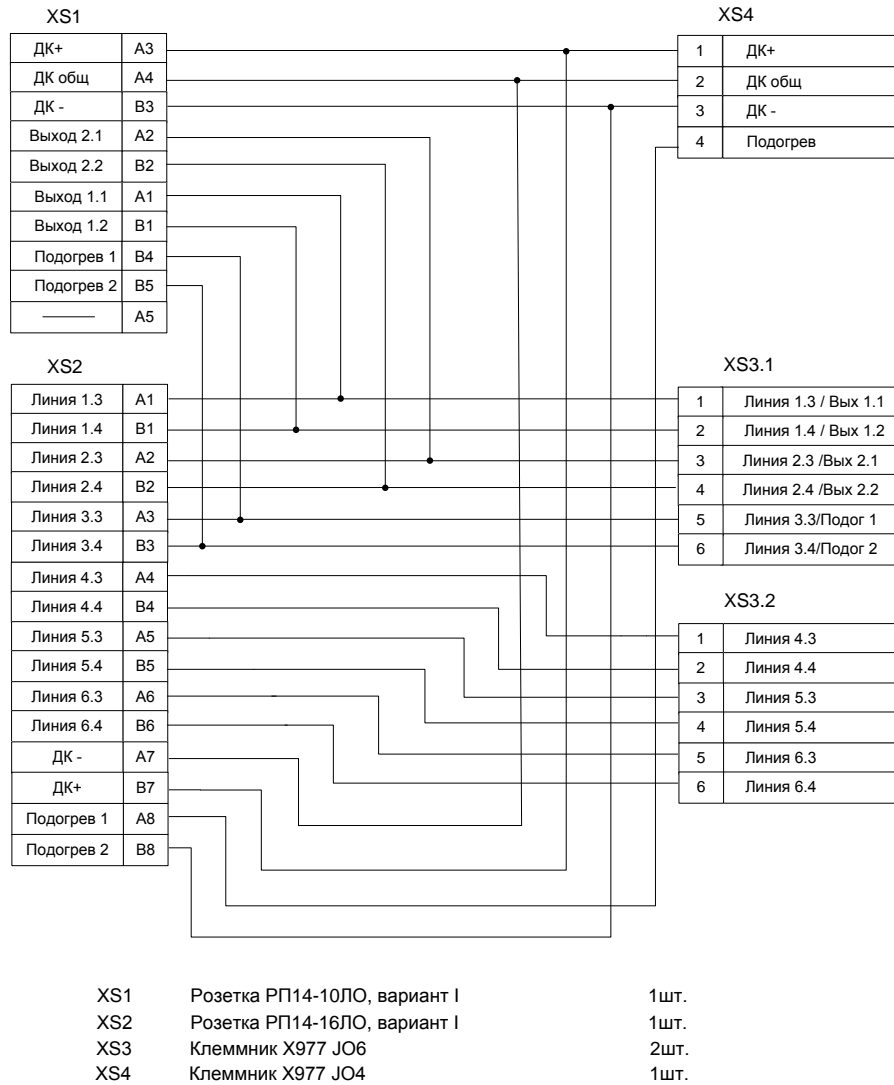 XS1
ДК+ A3
ДК общ A4
ДК - B3
Выход 2.1 A2
Выход 2.2 B2
Выход 1.1 A1
Выход 1.2 B1
Подогрев 1 B4
Подогрев 2 B5
A5
XS4
1 ДК+
2 ДК общ
3 ДК -
4 Подогрев
XS2
Линия 1.3 A1
Линия 1.4 B1
Линия 2.3 A2
Линия 2.4 B2
Линия 3.3 A3
Линия 3.4 B3
Линия 4.3 A4
Линия 4.4 B4
Линия 5.3 A5
Линия 5.4 B5
Линия 6.3 A6
Линия 6.4 B6
ДК - A7
ДК+ B7
Подогрев 1 A8
Подогрев 2 B8
XS3.1
1 Линия 1.3 / Вых 1.1
2 Линия 1.4 / Вых 1.2
3 Линия 2.3 /Вых 2.1
4 Линия 2.4 /Вых 2.2
5 Линия 3.3/Подог 1
6 Линия 3.4/Подог 2
XS3.2
1 Линия 4.3
2 Линия 4.4
3 Линия 5.3
4 Линия 5.4
5 Линия 6.3
6 Линия 6.4
XS1 Розетка РП14-10ЛО, вариант I 1шт.
XS2 Розетка РП14-16ЛО, вариант I 1шт.
XS3 Клеммник X977 JO6 2шт.
XS4 Клеммник X977 JO4 1шт.